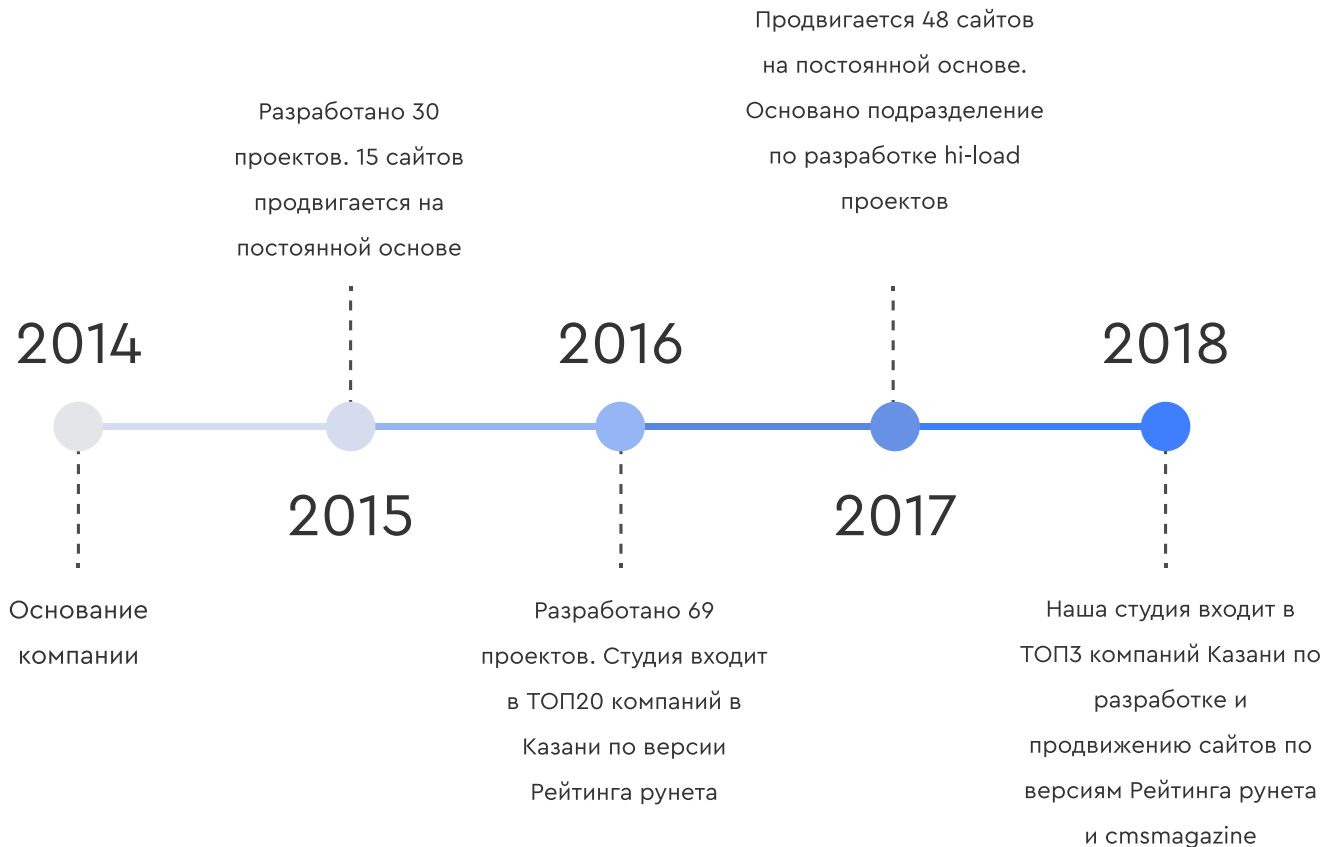 2014
Основание
компании
Разработано 30
проектов. 15 сайтов
продвигается на
постоянной основе
2015
2016
Разработано 69
проектов. Студия входит
в ТОП20 компаний в
Казани по версии
Рейтинга рунета
Продвигается 48 сайтов
на постоянной основе.
Основано подразделение
по разработке hi-load
проектов
2017
2018
Наша студия входит в
ТОП3 компаний Казани по
разработке и
продвижению сайтов по
версиям Рейтинга рунета
и cmsmagazine